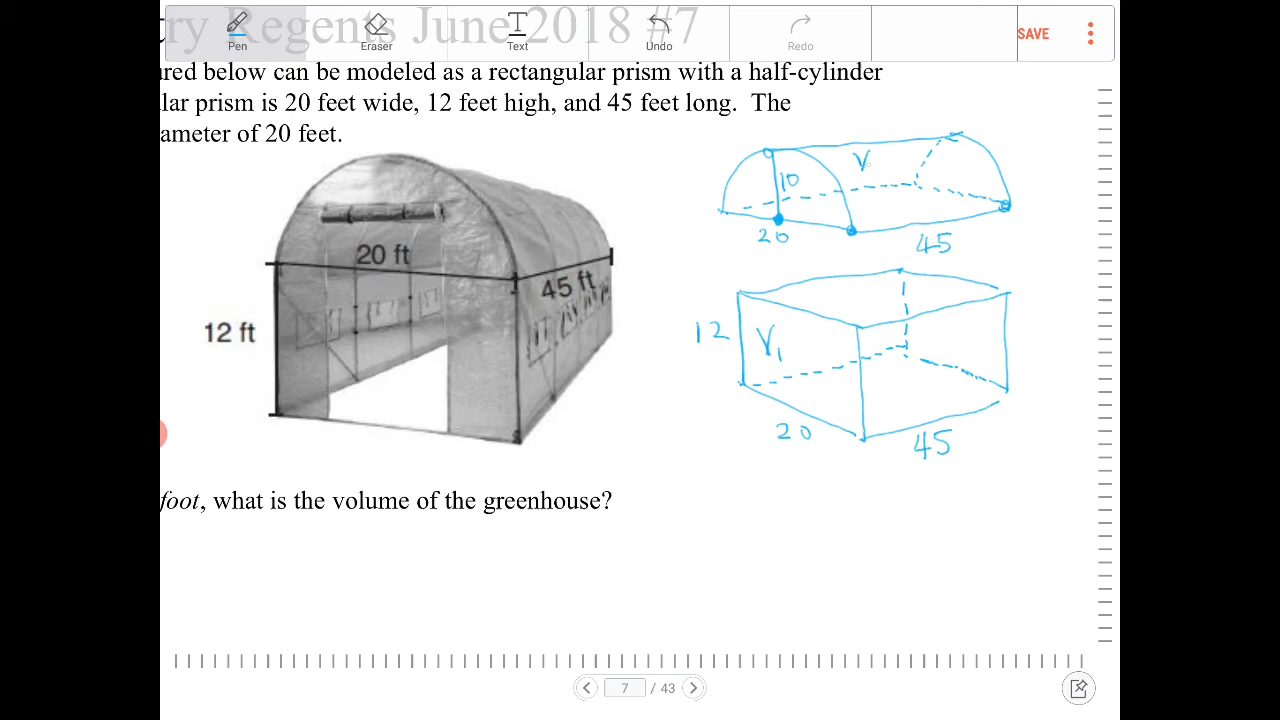 ry Regents June 2018 #7
Pen
Eraser
Text
Undo
Redo
SAVE
ured below can be modeled as a rectangular prism with a half-cylinder
lar prism is 20 feet wide, 12 feet high, and 45 feet long. The
ameter of 20 feet.
20 ft
45 ft
12 ft
V
10
20
45
12
V₁
20
45
foot, what is the volume of the greenhouse?
7 / 43